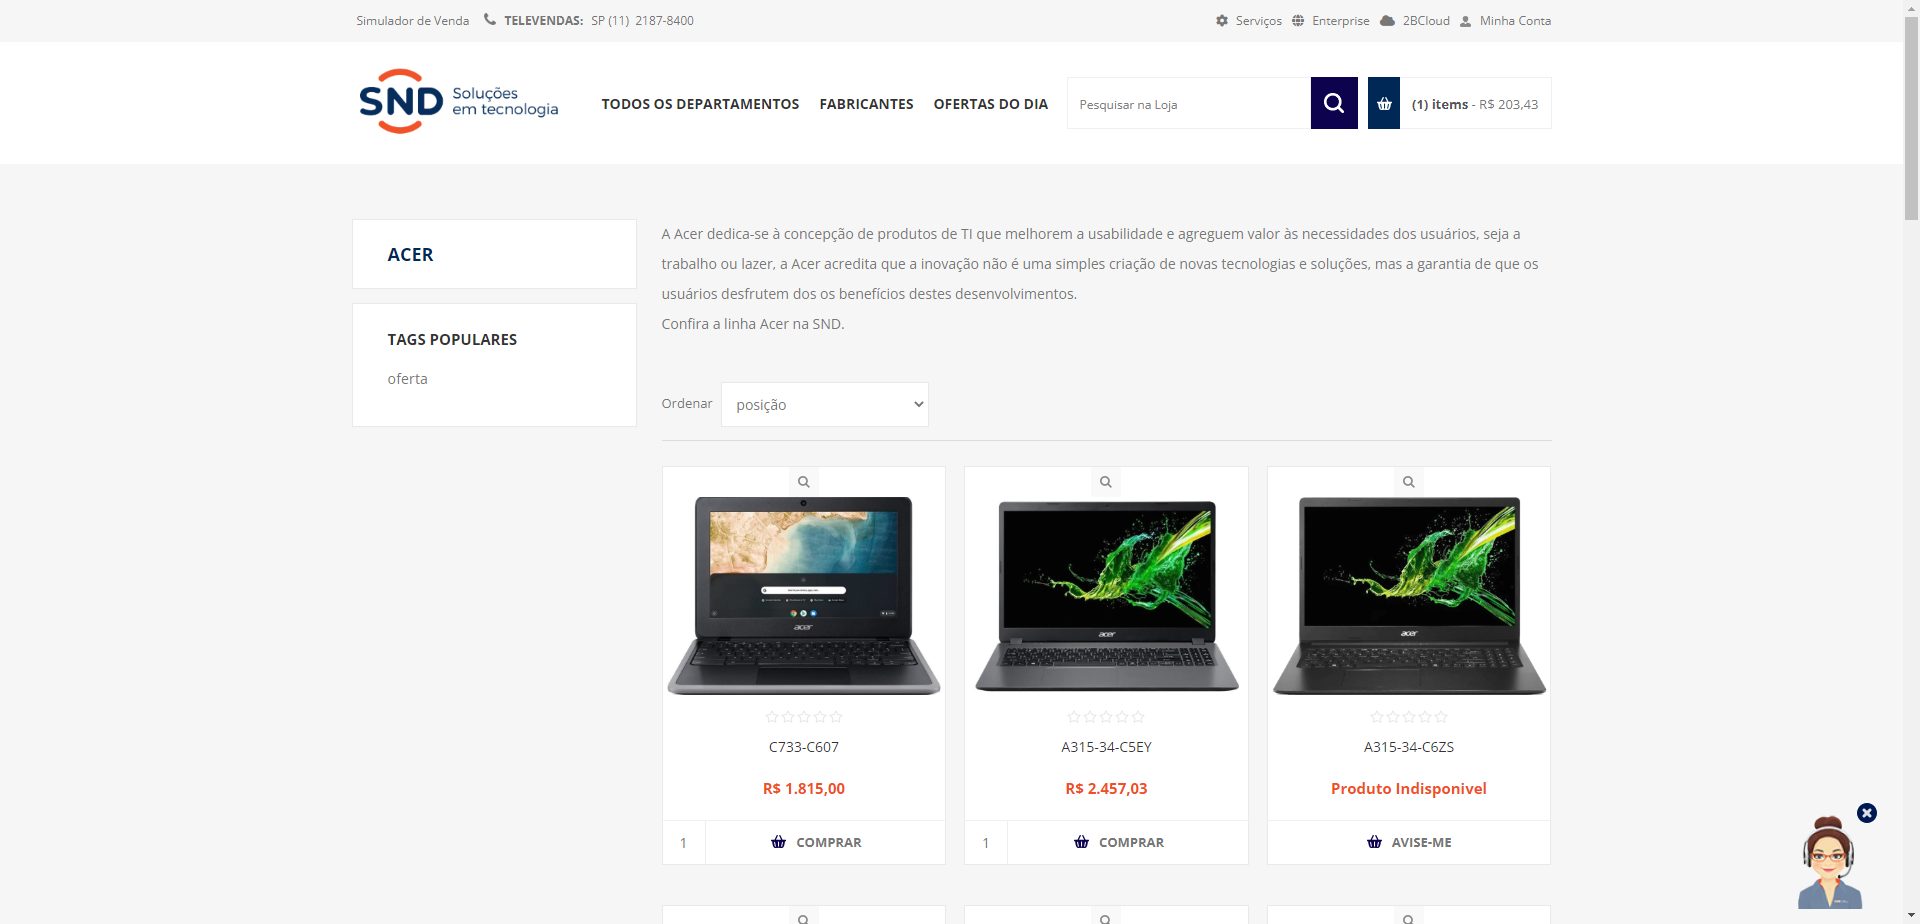 Simulador de Venda TELEVENDAS: SP (11) 2187-8400
Serviços Enterprise 2BCloud Minha Conta
SND Soluções
em tecnologia
TODOS OS DEPARTAMENTOS FABRICANTES OFERTAS DO DIA
Pesquisar na Loja
(1) items - R$ 203,43
ACER
TAGS POPULARES
oferta
A Acer dedica-se à concepção de produtos de TI que melhorem a usabilidade e agreguem valor às necessidades dos usuários, seja a
trabalho ou lazer, a Acer acredita que a inovação não é uma simples criação de novas tecnologias e soluções, mas a garantia de que os
usuários desfrutem dos os benefícios destes desenvolvimentos.
Confira a linha Acer na SND.
Ordenar posição
acer
acer
acer
C733-C607
R$ 1.815,00
1 COMPRAR
A315-34-C5EY
R$ 2.457,03
1 COMPRAR
A315-34-C6ZS
Produto Indisponivel
AVISE-ME